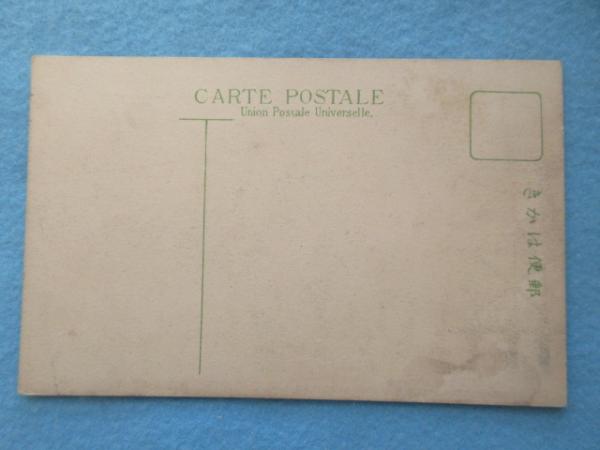 CARTE POSTALE
Union Postale Universelle.
きかは便郵